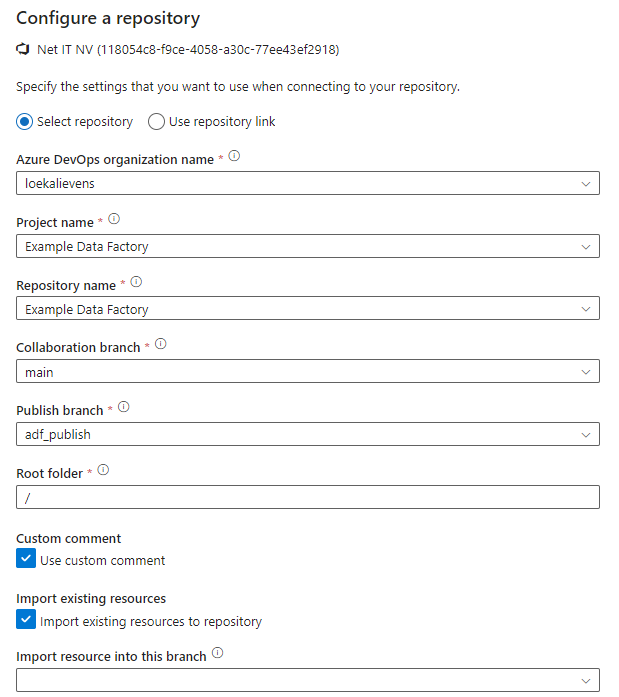 Configure a repository
Net IT NV (118054c8-f9ce-4058-a30c-77ee43ef2918)
Specify the settings that you want to use when connecting to your repository.
Select repository Use repository link
Azure DevOps organization name *
loekalievens
Project name *
Example Data Factory
Repository name *
Example Data Factory
Collaboration branch *
main
Publish branch *
adf_publish
Root folder *
/
Custom comment
Use custom comment
Import existing resources
Import existing resources to repository
Import resource into this branch